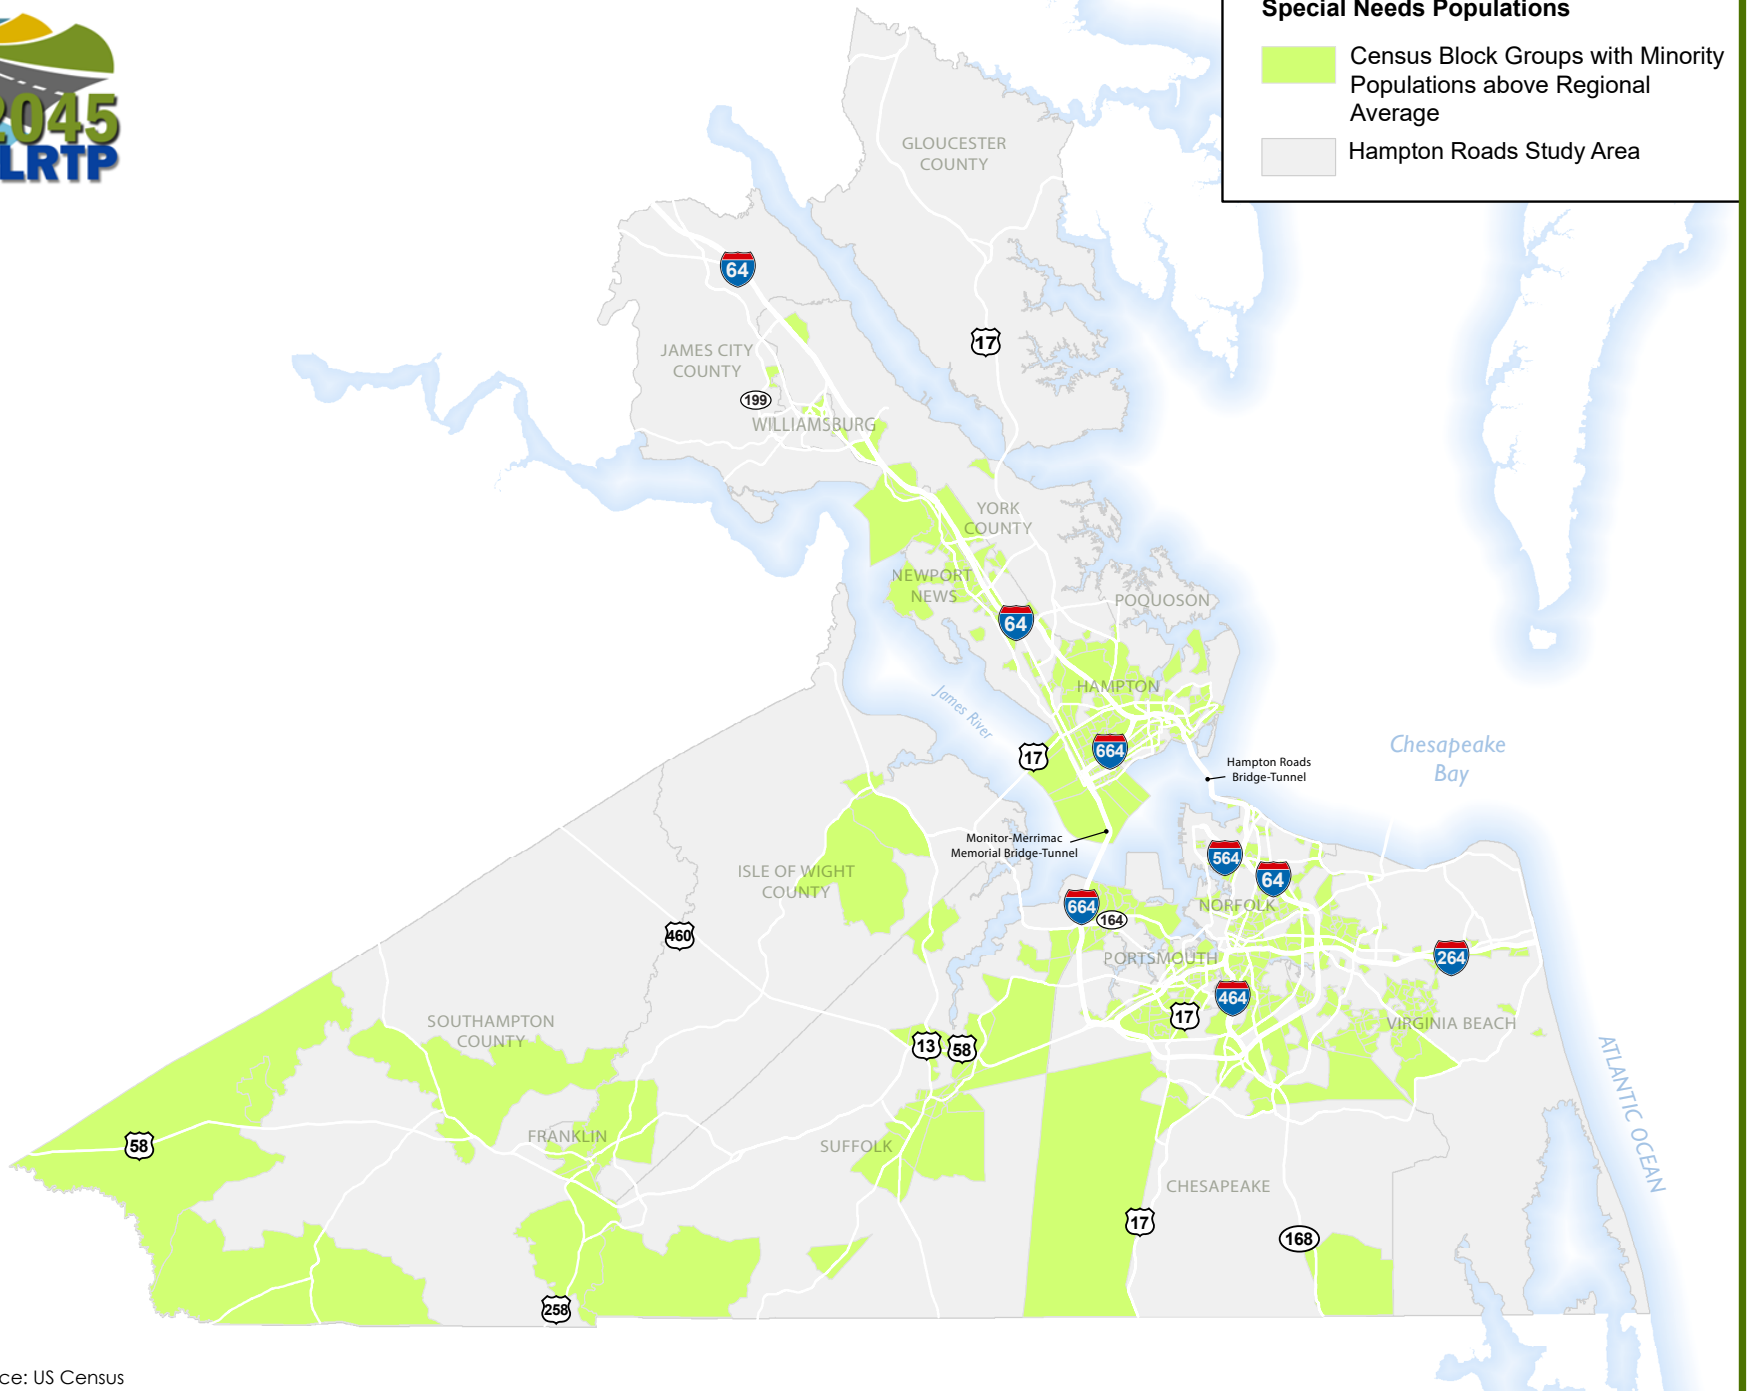 Special Needs Populations
Census Block Groups with Minority
Populations above Regional
Average
Hampton Roads Study Area
2045
LRTP
GLOUCESTER
COUNTY
64
17
JAMES CITY
COUNTY
199
WILLIAMSBURG
YORK
COUNTY
NEWPORT
NEWS
POQUOSON
64
HAMPTON
James River
17
664
Chesapeake
Bay
Hampton Roads
Bridge-Tunnel
Monitor-Merrimac
Memorial Bridge-Tunnel
564
64
ISLE OF WIGHT
COUNTY
664
164
NORFOLK
460
PORTSMOUTH
264
464
17
VIRGINIA BEACH
SOUTHAMPTON
COUNTY
13
58
ATLANTIC OCEAN
58
FRANKLIN
SUFFOLK
CHESAPEAKE
17
168
258
ce: US Census